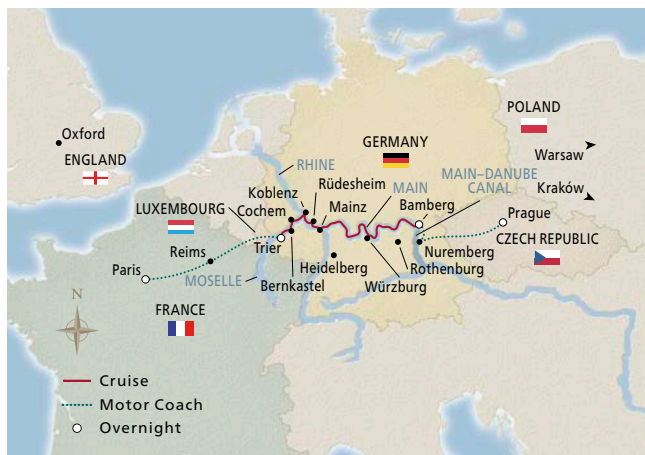 POLAND
Oxford
GERMANY
Warsaw
ENGLAND
RHINE
MAIN–DANUBE
CANAL
Kraków
Koblenz
Rüdesheim
MAIN
Cochem
Mainz
Bamberg
LUXEMBOURG
Prague
Trier
CZECH REPUBLIC
Reims
Nuremberg
Paris
Heidelberg
Rothenburg
MOSELLE
Bernkastel
Würzburg
FRANCE
N
Cruise
Motor Coach
Overnight